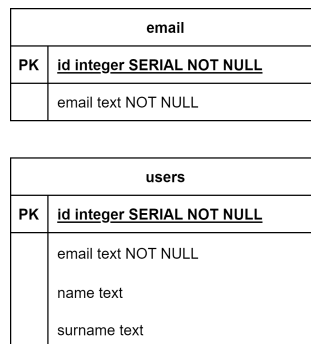 email
PK id integer SERIAL NOT NULL
email text NOT NULL
users
PK id integer SERIAL NOT NULL
email text NOT NULL
name text
surname text